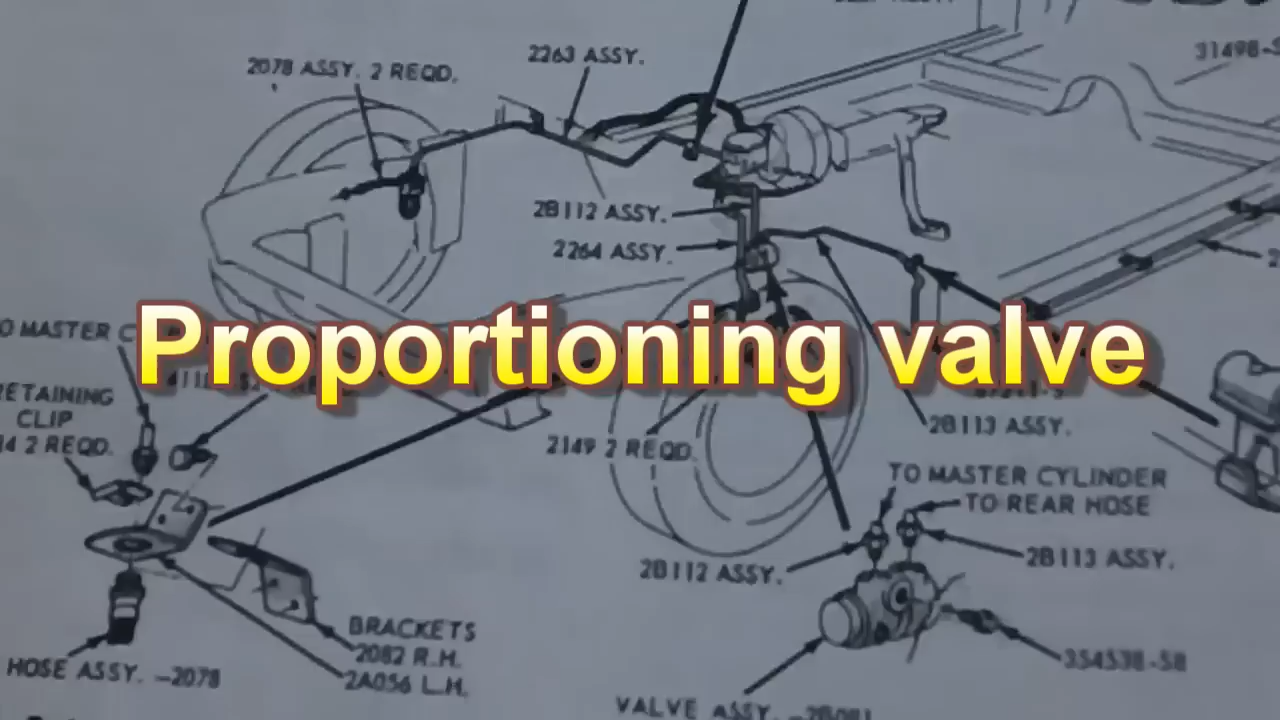 31498-S
2263 ASSY.
2078 ASSY. 2 REQD.
2B112 ASSY.
2264 ASSY.
Proportioning valve
RETAINING
CLIP
2 REQD.
2B113 ASSY.
2149 2 REQD.
TO MASTER CYLINDER
TO REAR HOSE
2B113 ASSY.
2B112 ASSY.
BRACKETS
2082 R.H.
2A056 L.H.
354538-S8
HOSE ASSY. -2078
VALVE ASSY.